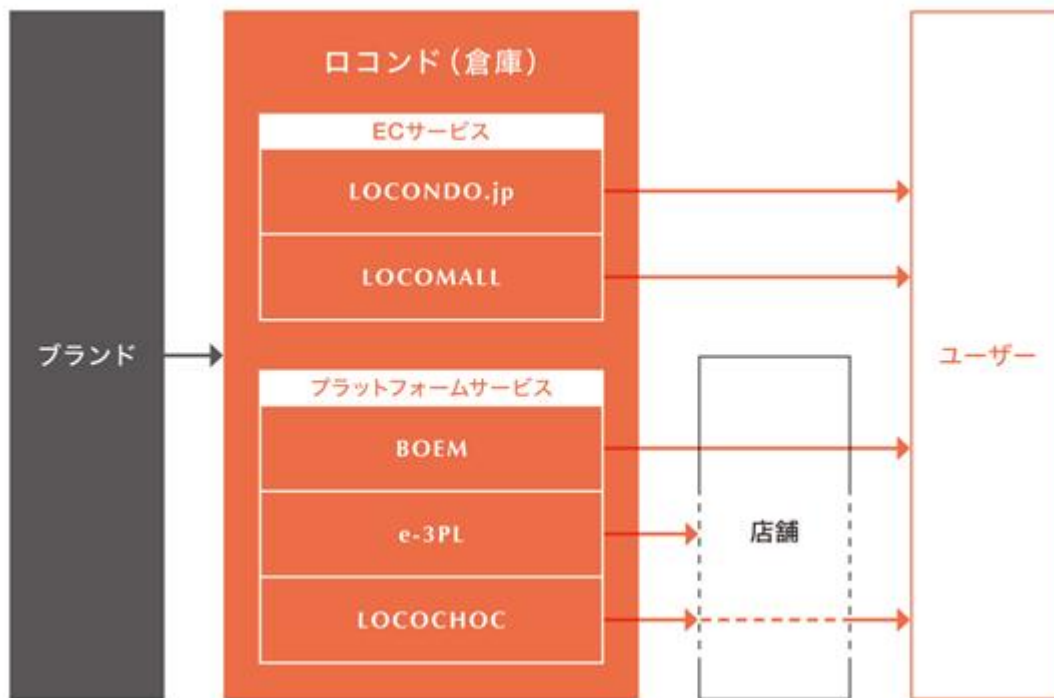 ロコンド（倉庫）
ECサービス
LOCONDO.jp
LOCOMALL
ブランド
ユーザー
プラットフォームサービス
BOEM
e-3PL
店舗
LOCOCHOC